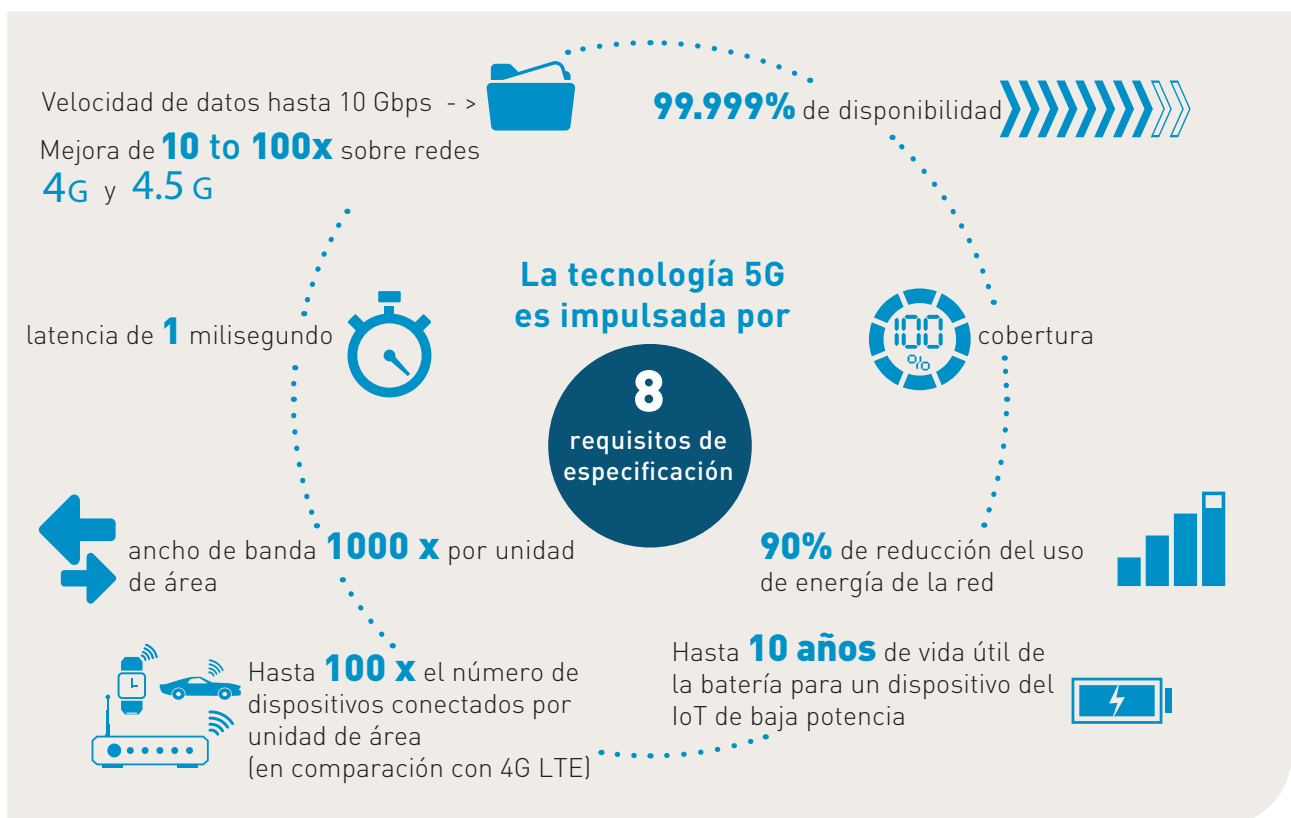 Velocidad de datos hasta 10 Gbps - >
Mejora de 10 to 100x sobre redes
4G y 4.5 G
99.999% de disponibilidad
La tecnología 5G
es impulsada por
8
requisitos de
especificación
latencia de 1 milisegundo
100
%
cobertura
ancho de banda 1000 x por unidad
de área
90% de reducción del uso
de energía de la red
Hasta 100 x el número de
dispositivos conectados por
unidad de área
(en comparación con 4G LTE)
Hasta 10 años de vida útil de
la batería para un dispositivo del
IoT de baja potencia